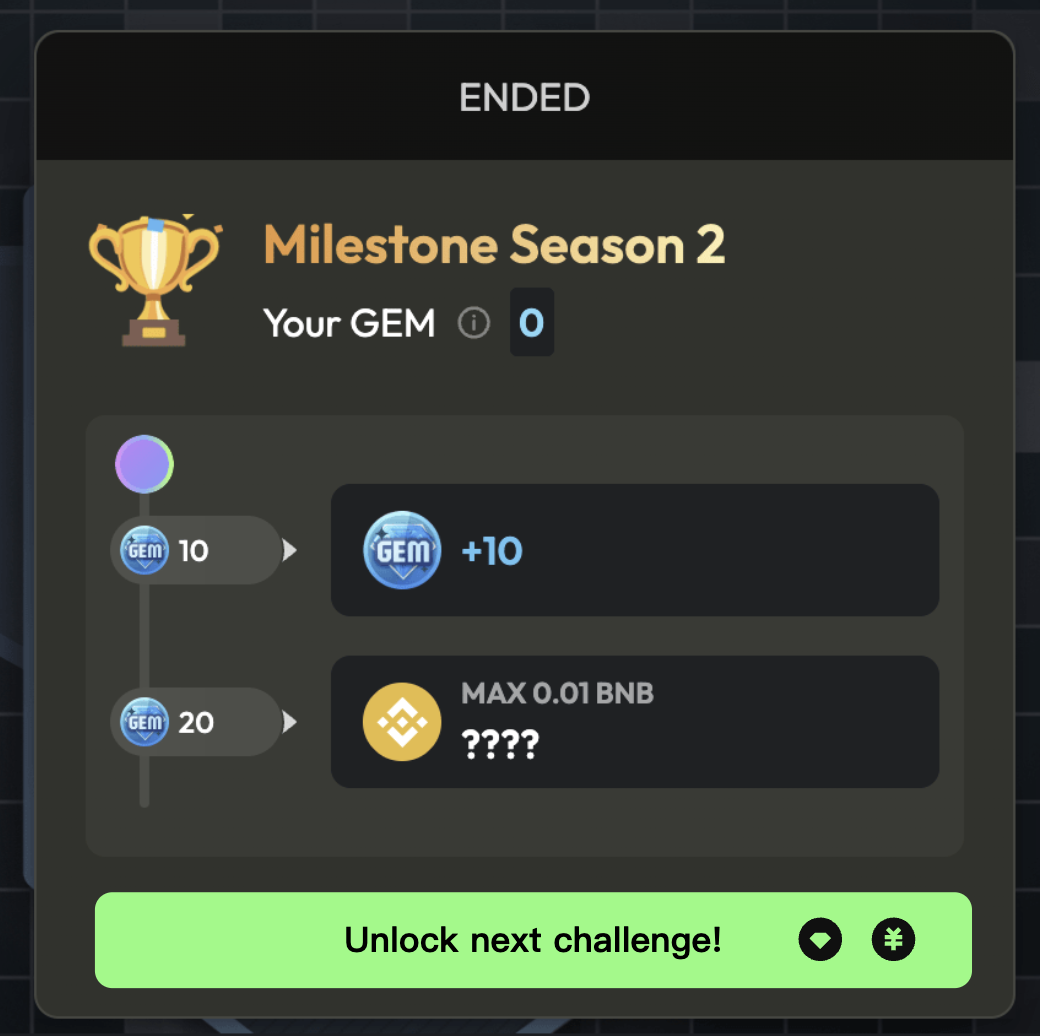 ENDED
Milestone Season 2
Your GEM 0
GEM +10
GEM 10
MAX 0.01 BNB
GEM 20
????
Unlock next challenge!